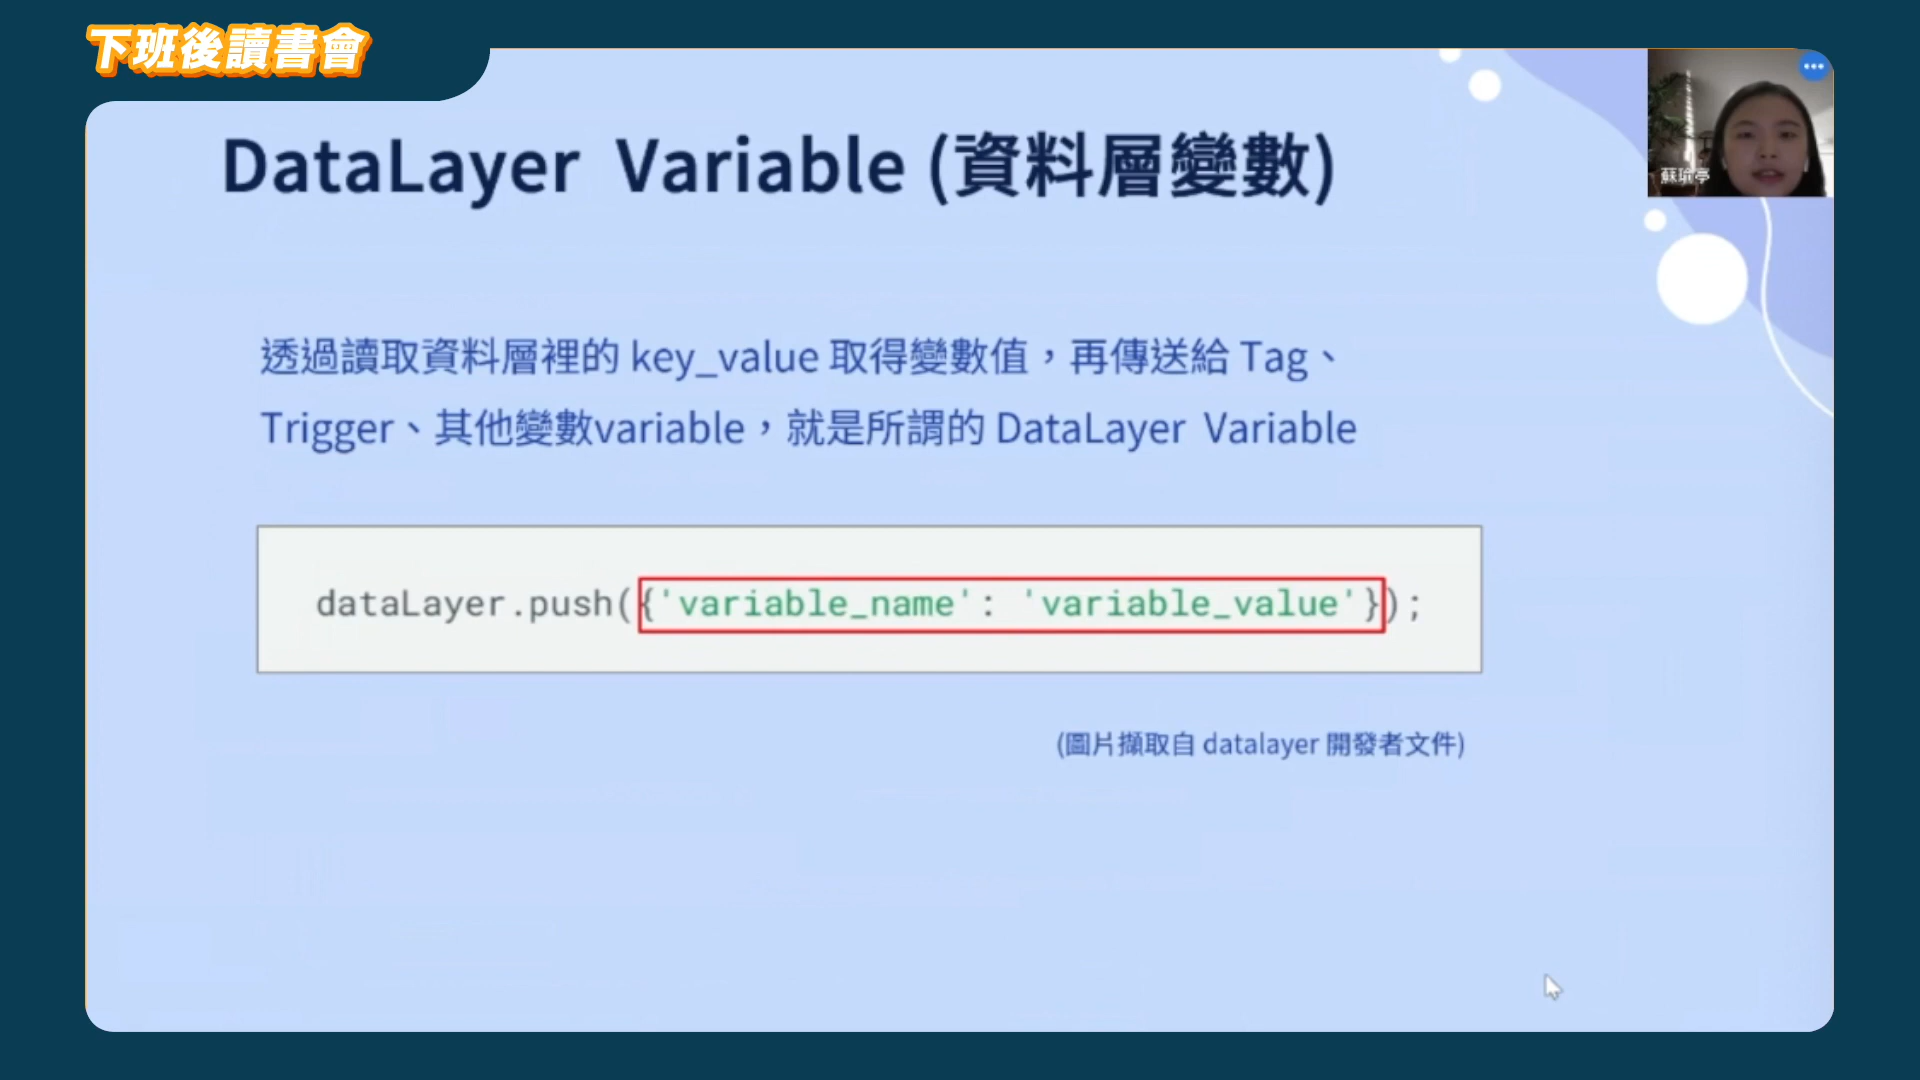 下班後讀書會
DataLayer Variable (資料層變數)
蘇瑜亭
透過讀取資料層裡的 key_value 取得變數值，再傳送給 Tag、
Trigger、其他變數variable，就是所謂的 DataLayer Variable
dataLayer.push({'variable_name': 'variable_value'});
(圖片擷取自 datalayer 開發者文件)